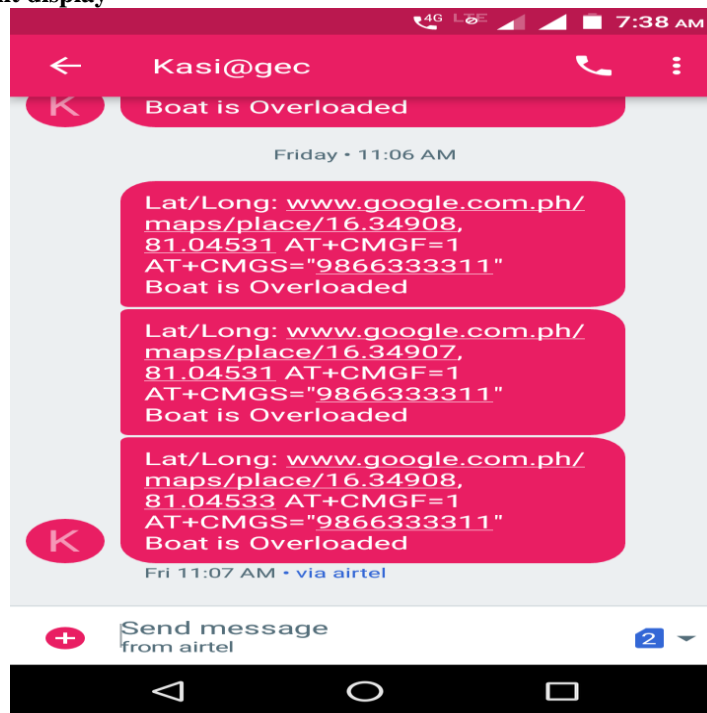 display
4G LTE 7:38 AM
Kasi@gec
K
Boat is Overloaded
Friday • 11:06 AM
Lat/Long: www.google.com.ph/
maps/place/16.34908,
81.04531 AT+CMGF=1
AT+CMGS="9866333311"
Boat is Overloaded
Lat/Long: www.google.com.ph/
maps/place/16.34907,
81.04531 AT+CMGF=1
AT+CMGS="9866333311"
Boat is Overloaded
Lat/Long: www.google.com.ph/
maps/place/16.34908,
81.04533 AT+CMGF=1
AT+CMGS="9866333311"
Boat is Overloaded
K
Fri 11:07 AM • via airtel
Send message
from airtel
2